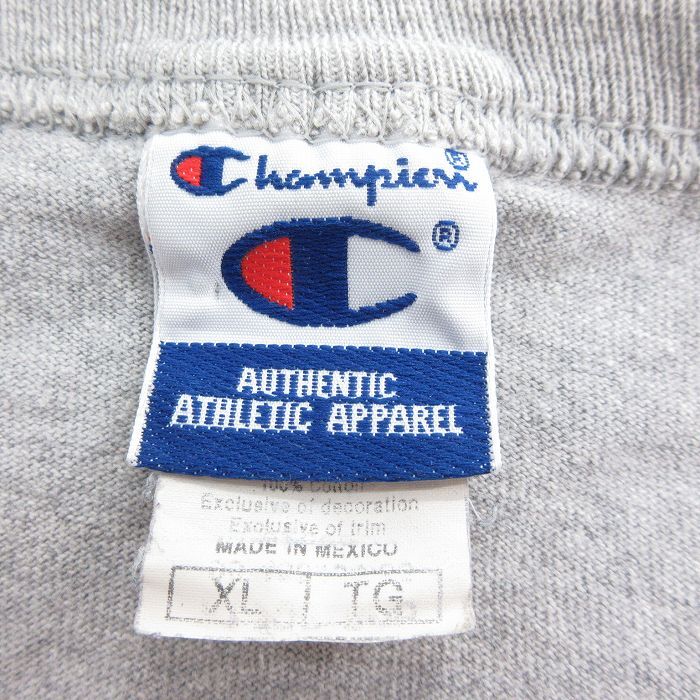 Champion®
®
AUTHENTIC
ATHLETIC APPAREL
100% Cotton
Exclusive of decoration
Exclusive of trim
MADE IN MEXICO
XL TG